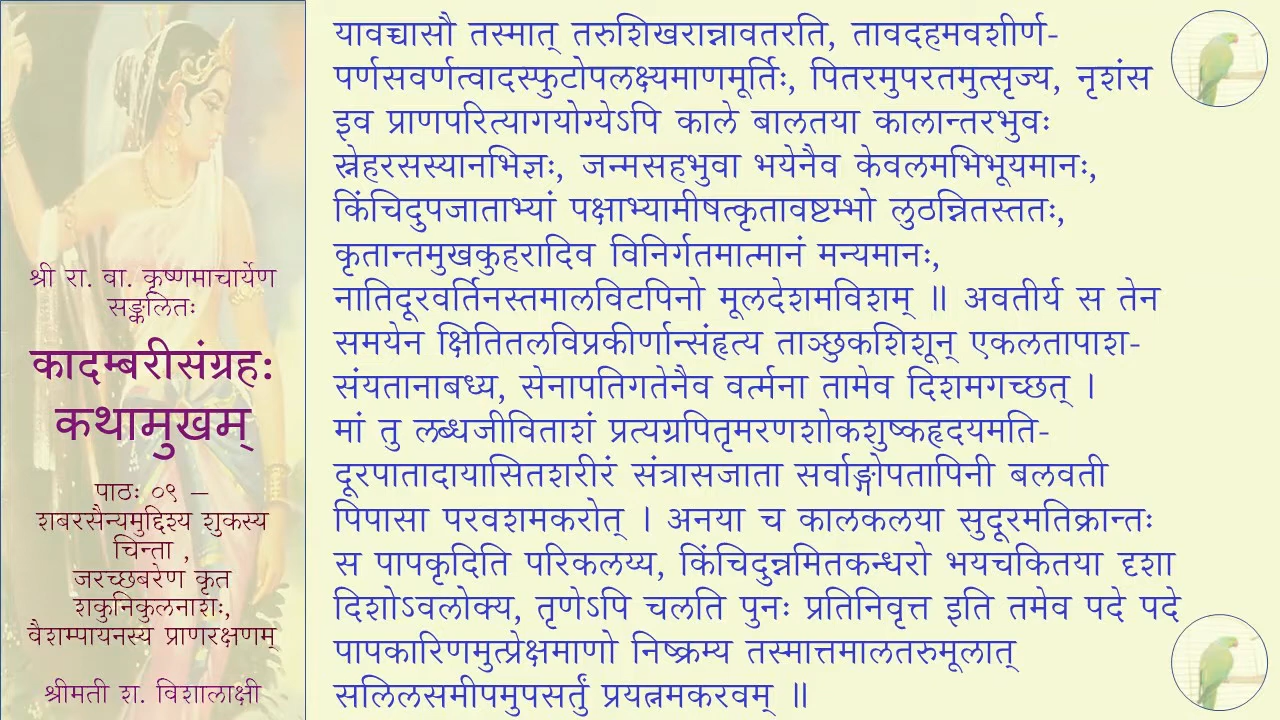 श्री रा. वा. कृष्णमाचार्येण
सङ्कलितः
कादम्बरीसंग्रहः
कथामुखम्
पाठः ०९ –
शबरसैन्यमुद्दिश्य शुकस्य
चिन्ता ,
जरच्छबरेण कृत
शकुनिकुलनाशः,
वैशम्पायनस्य प्राणरक्षणम्
श्रीमती श. विशालाक्षी
यावच्चासौ तस्मात् तरुशिखरान्नावतरति, तावदहमवशीर्ण-
पर्णसवर्णत्वादस्फुटोपलक्ष्यमाणमूर्तिः, पितरमुपरतमुत्सृज्य, नृशंस
इव प्राणपरित्यागयोग्येऽपि काले बालतया कालान्तरभुवः
स्नेहरसस्यानभिज्ञः, जन्मसहभुवा भयेनैव केवलमभिभूयमानः,
किंचिदुपजाताभ्यां पक्षाभ्यामीषत्कृतावष्टम्भो लुठन्नितस्ततः,
कृतान्तमुखकुहरादिव विनिर्गतमात्मानं मन्यमानः,
नातिदूरवर्तिनस्तमालविटपिनो मूलदेशमविशम् ॥ अवतीर्य स तेन
समयेन क्षितितलविप्रकीर्णान्संहृत्य ताञ्छुकशिशून् एकलतापाश-
संयतानाबध्य, सेनापतिगतेनैव वर्त्मना तामेव दिशमगच्छत् ।
मां तु लब्धजीविताशं प्रत्यग्रपितृमरणशोकशुष्कहृदयमति-
दूरपातादायासितशरीरं संत्रासजाता सर्वाङ्गोपतापिनी बलवती
पिपासा परवशमकरोत् । अनया च कालकलया सुदूरमतिक्रान्तः
स पापकृदिति परिकलय्य, किंचिदुन्नमितकन्धरो भयचकितया दृशा
दिशोऽवलोक्य, तृणेऽपि चलति पुनः प्रतिनिवृत्त इति तमेव पदे पदे
पापकारिणमुत्प्रेक्षमाणो निष्क्रम्य तस्मात्तमालतरुमूलात्
सलिलसमीपमुपसर्तुं प्रयत्नमकरवम् ॥